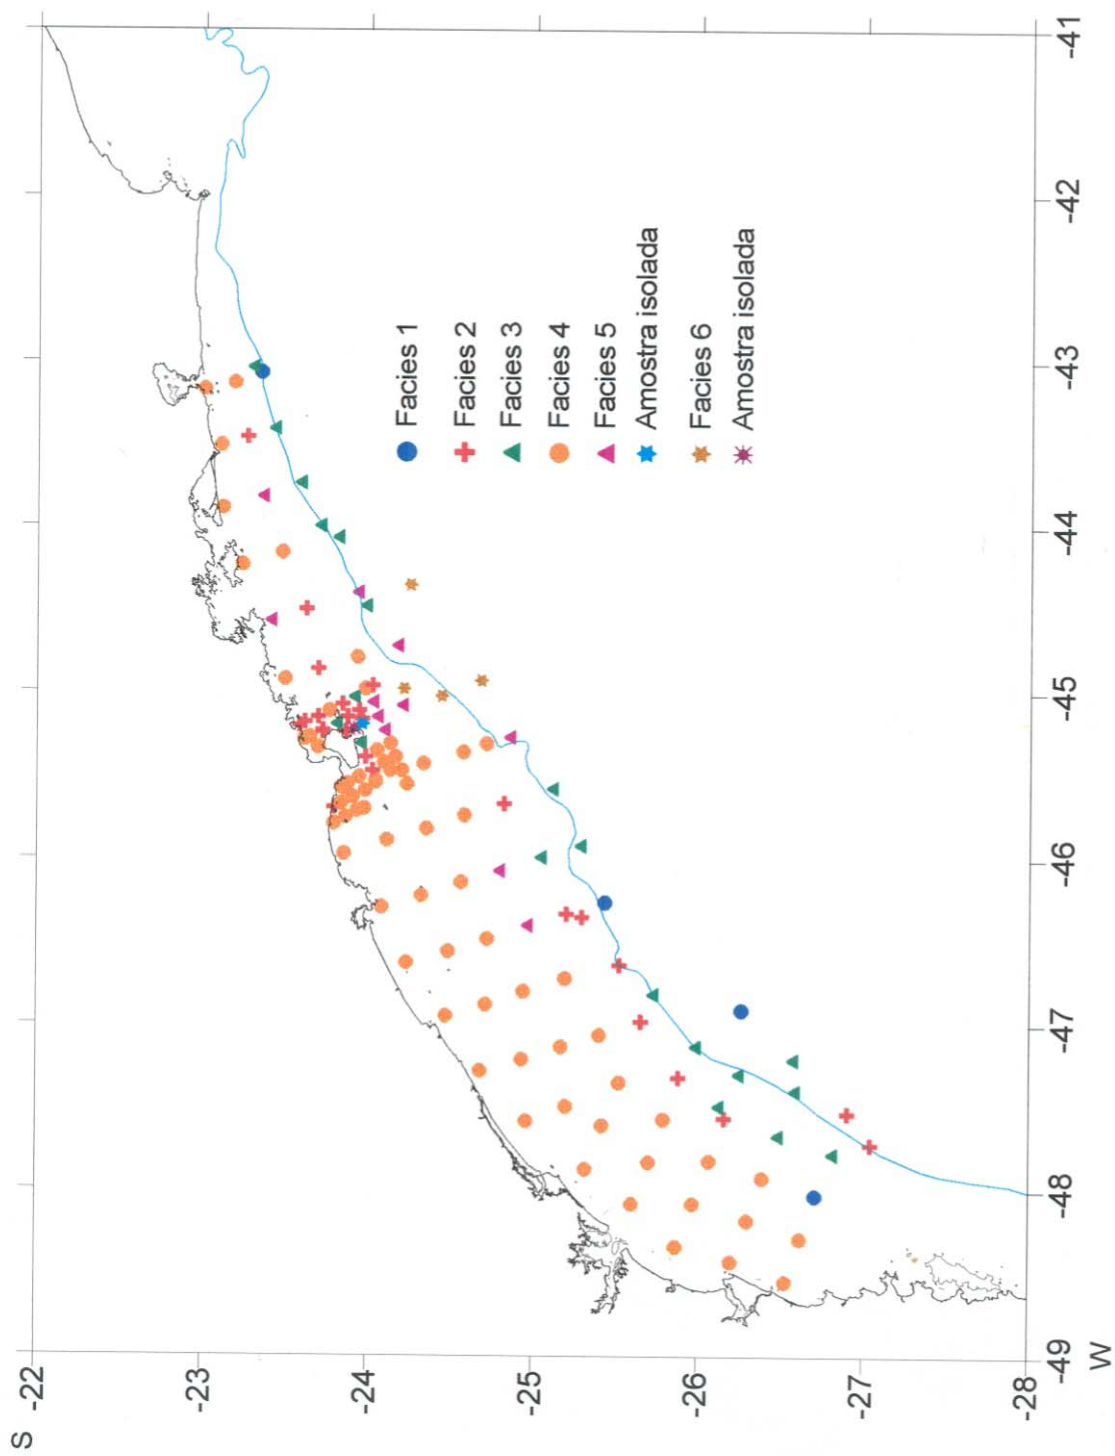 S
-22
-23
-24
-25
-26
-27
-28
-49
-48
-47
-46
-45
-44
-43
-42
-41
W
Facies 1
Facies 2
Facies 3
Facies 4
Facies 5
Amostra isolada
Facies 6
Amostra isolada